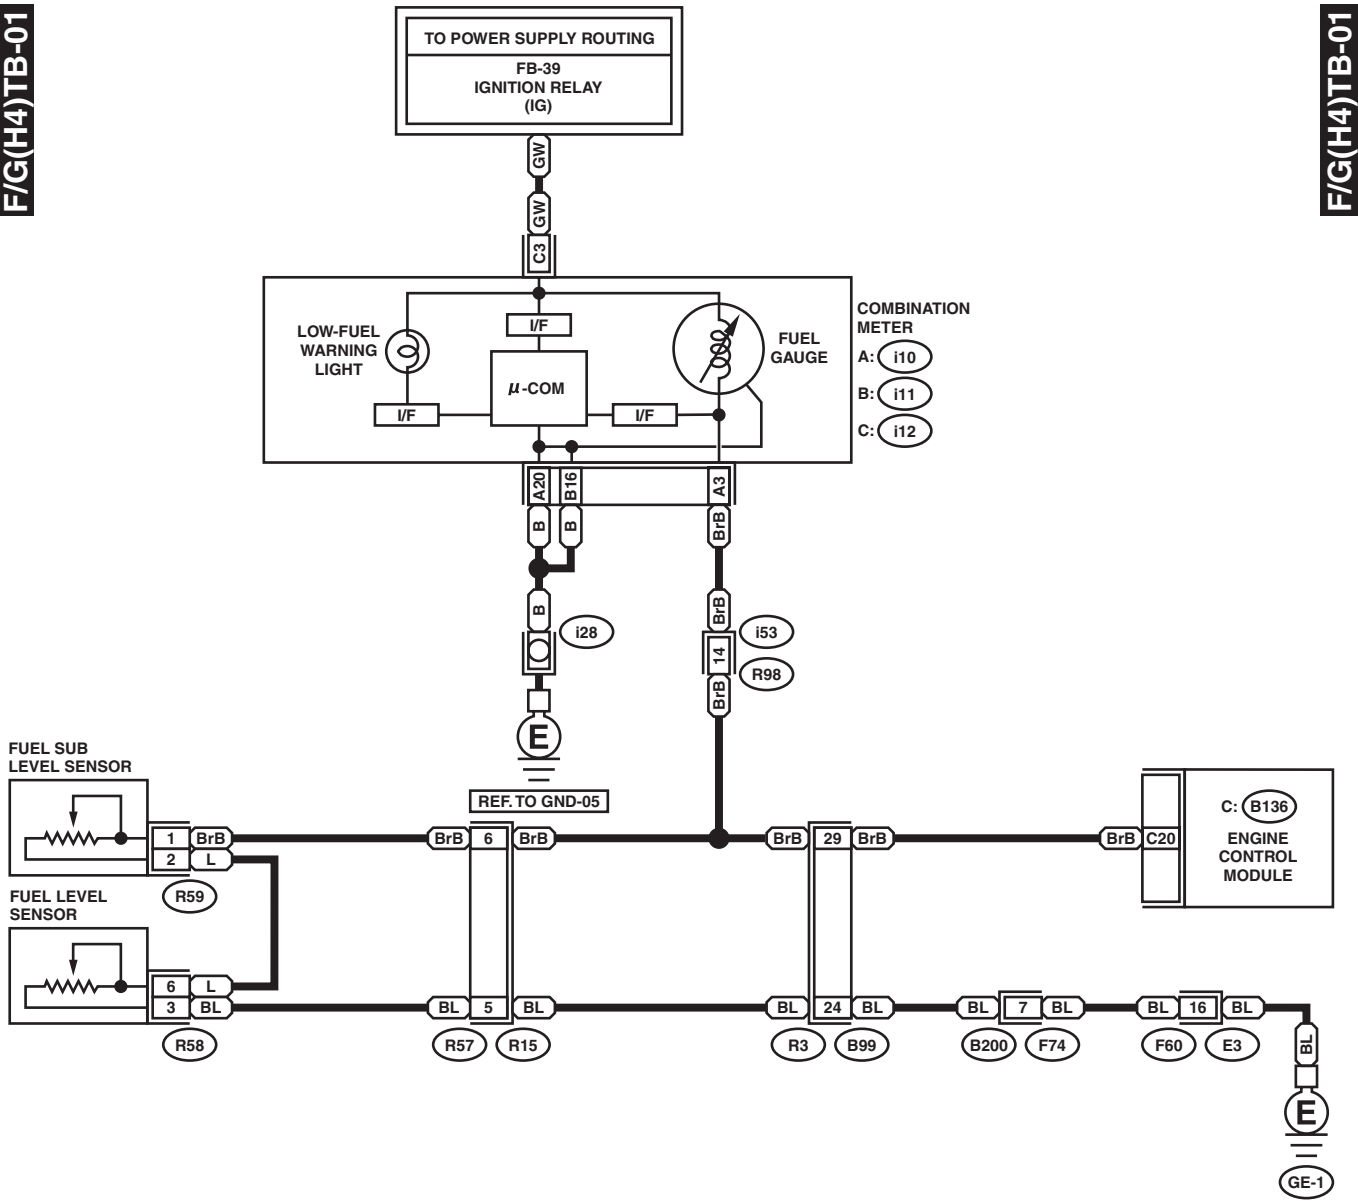 F/G(H4)TB-01
F/G(H4)TB-01
TO POWER SUPPLY ROUTING
FB-39
IGNITION RELAY
(IG)
GW
GW
C3
LOW-FUEL
WARNING
LIGHT
I/F
μ-COM
I/F
I/F
FUEL
GAUGE
COMBINATION
METER
A: i10
B: i11
C: i12
A20
B16
A3
B
B
BrB
B
BrB
i28
i53
14
R98
BrB
E
REF. TO GND-05
FUEL SUB
LEVEL SENSOR
1 BrB
2 L
R59
BrB 6 BrB
BrB 29 BrB
BrB C20
C: B136
ENGINE
CONTROL
MODULE
FUEL LEVEL
SENSOR
6 L
3 BL
R58
BL 5 BL
R57 R15
BL 24 BL
R3 B99
BL 7 BL
B200 F74
BL 16 BL
F60 E3
BL
E
GE-1